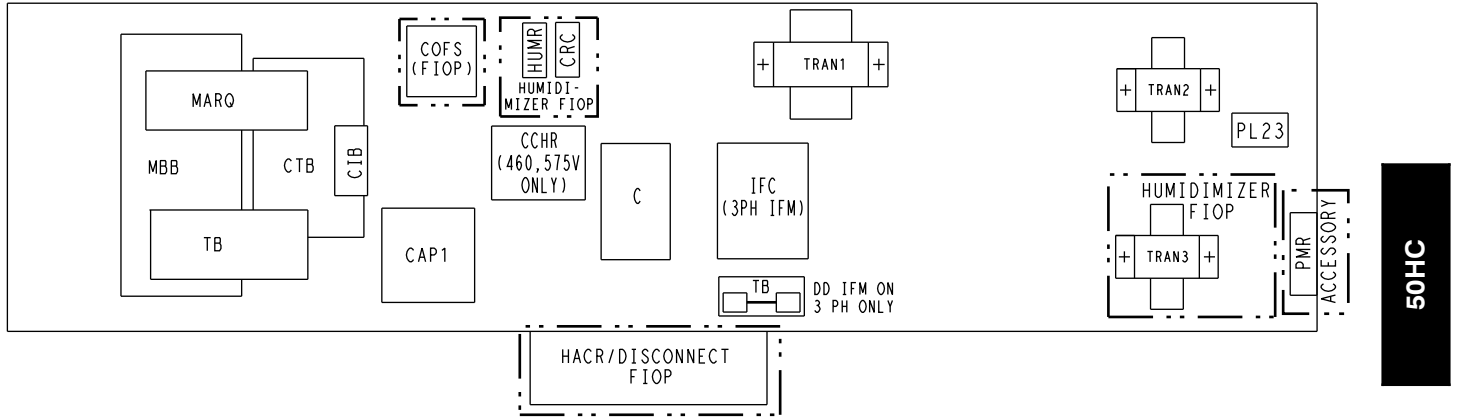 COFS
(FIOP)
HUMR
CRC
HUMIDI-
MIZER FIOP
TRAN1
TRAN2
PL23
MARQ
MBB
CTB
CIB
TB
CAP1
CCHR
(460,575V
ONLY)
C
IFC
(3PH IFM)
TB
DD IFM ON
3 PH ONLY
HUMIDIMIZER
FIOP
TRAN3
PMR
ACCESSORY
HACR/DISCONNECT
FIOP
50HC